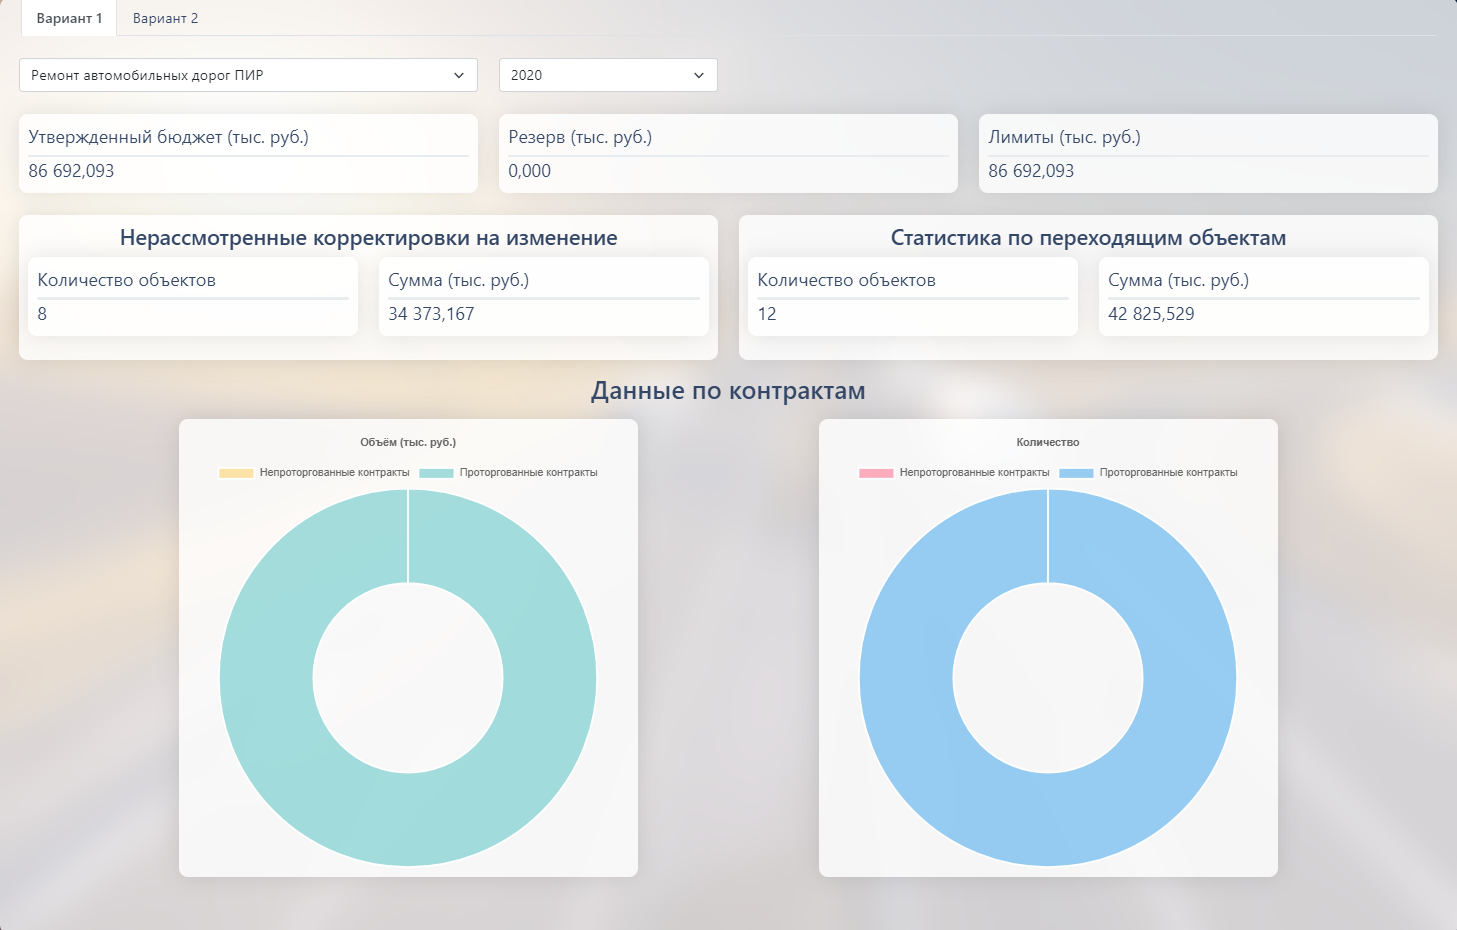 Вариант 1 Вариант 2
Ремонт автомобильных дорог ПИР 2020
Утвержденный бюджет (тыс. руб.) Резерв (тыс. руб.) Лимиты (тыс. руб.)
86 692,093 0,000 86 692,093
Нерассмотренные корректировки на изменение Статистика по переходящим объектам
Количество объектов Сумма (тыс. руб.) Количество объектов Сумма (тыс. руб.)
8 34 373,167 12 42 825,529
Данные по контрактам
Объём (тыс. руб.) Количество
Непроторгованные контракты Проторгованные контракты Непроторгованные контракты Проторгованные контракты